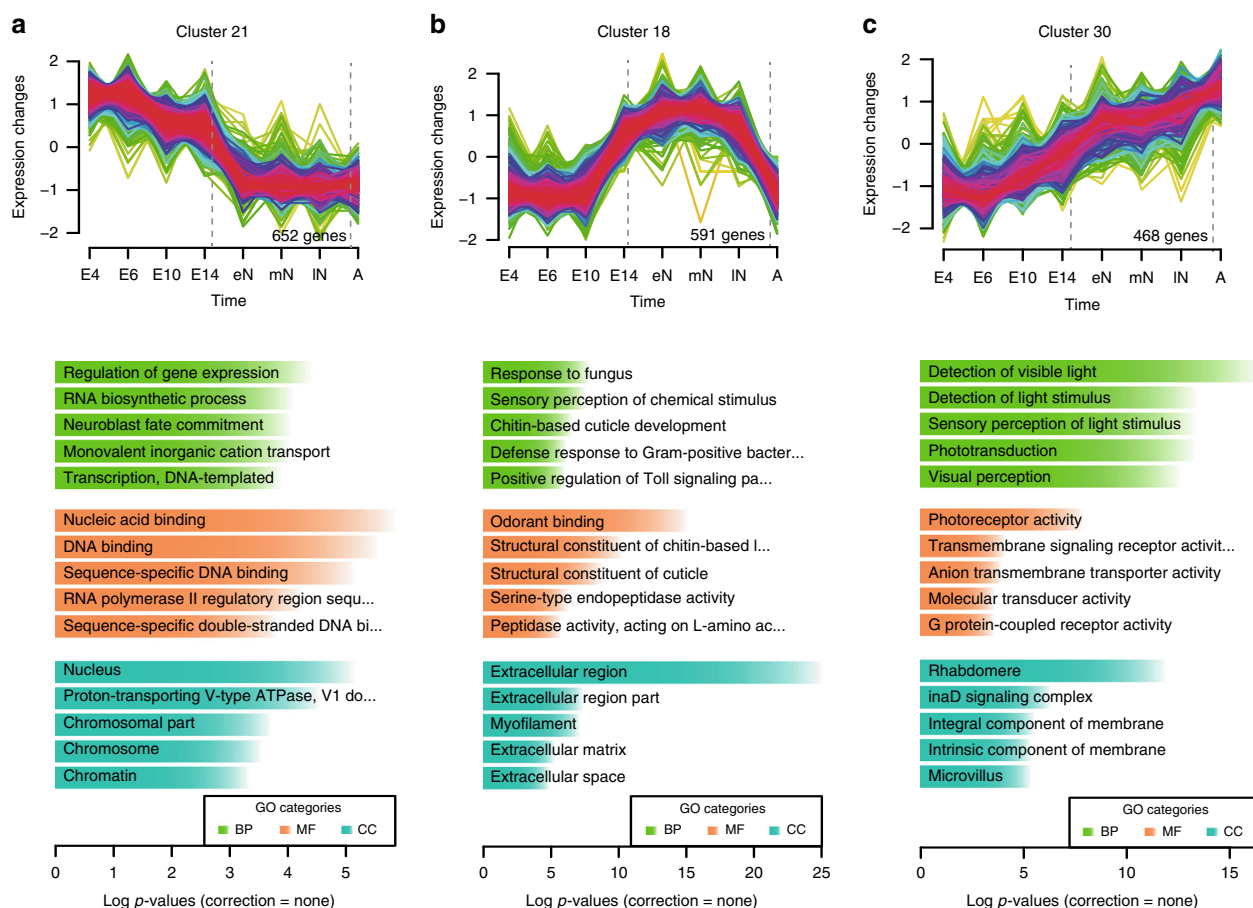 a
Cluster 21
Expression changes
2
1
0
−1
−2
652 genes
E4 E6 E10 E14 eN mN lN A
Time
b
Cluster 18
Expression changes
2
1
0
−1
−2
591 genes
E4 E6 E10 E14 eN mN lN A
Time
c
Cluster 30
Expression changes
2
1
0
−1
−2
468 genes
E4 E6 E10 E14 eN mN lN A
Time
Regulation of gene expression
RNA biosynthetic process
Neuroblast fate commitment
Monovalent inorganic cation transport
Transcription, DNA-templated
Nucleic acid binding
DNA binding
Sequence-specific DNA binding
RNA polymerase II regulatory region sequ...
Sequence-specific double-stranded DNA bi...
Nucleus
Proton-transporting V-type ATPase, V1 do...
Chromosomal part
Chromosome
Chromatin
GO categories
BP MF CC
0 1 2 3 4 5
Log p-values (correction = none)
Response to fungus
Sensory perception of chemical stimulus
Chitin-based cuticle development
Defense response to Gram-positive bacter...
Positive regulation of Toll signaling pa...
Odorant binding
Structural constituent of chitin-based l...
Structural constituent of cuticle
Serine-type endopeptidase activity
Peptidase activity, acting on L-amino ac...
Extracellular region
Extracellular region part
Myofilament
Extracellular matrix
Extracellular space
GO categories
BP MF CC
0 5 10 15 20 25
Log p-values (correction = none)
Detection of visible light
Detection of light stimulus
Sensory perception of light stimulus
Phototransduction
Visual perception
Photoreceptor activity
Transmembrane signaling receptor activit...
Anion transmembrane transporter activity
Molecular transducer activity
G protein-coupled receptor activity
Rhabdomere
inaD signaling complex
Integral component of membrane
Intrinsic component of membrane
Microvillus
GO categories
BP MF CC
0 5 10 15
Log p-values (correction = none)